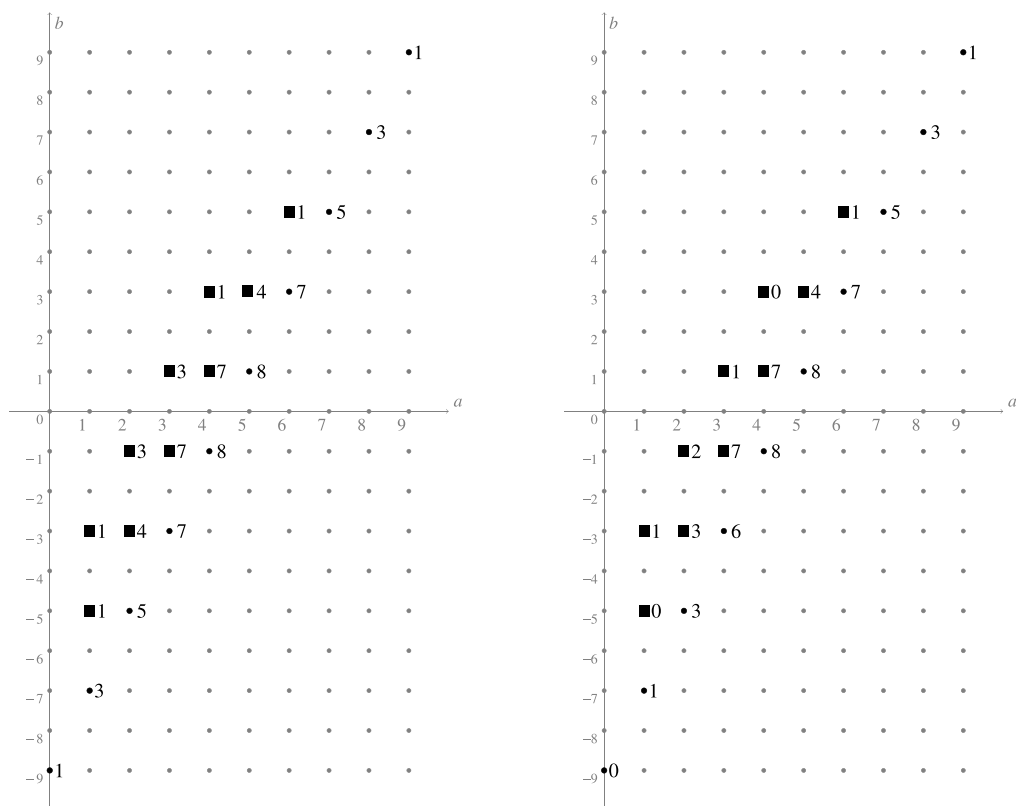 b b
9 1 9 1
8 8
7 3 7 3
6 6
5 1 5 5 1 5
4 4
3 1 4 7 3 0 4 7
2 2
1 3 7 8 1 1 7 8
a a
0 1 2 3 4 5 6 7 8 9 0 1 2 3 4 5 6 7 8 9
−1 3 7 8 −1 2 7 8
−2 −2
−3 1 4 7 −3 1 3 6
−4 −4
−5 1 5 −5 0 3
−6 −6
−7 3 −7 1
−8 −8
−9 1 −9 0